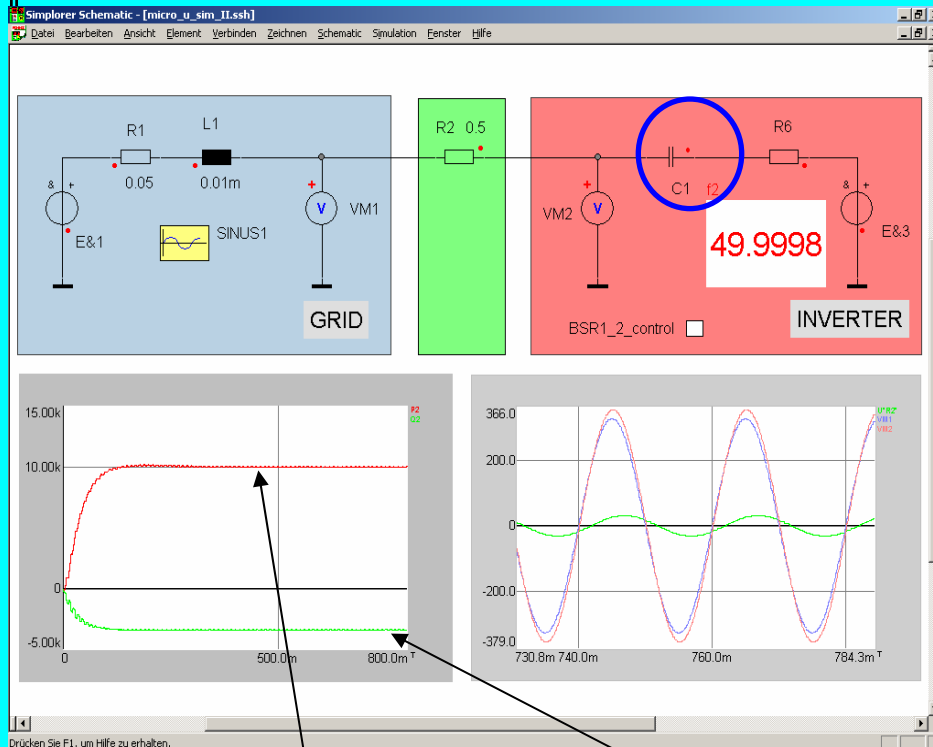 Simplorer Schematic - [micro_u_sim_II.ssh]
Datei Bearbeiten Ansicht Element Verbinden Zeichnen Schematic Simulation Fenster Hilfe
R1
L1
0.05
0.01m
&
+
E&1
SINUS1
+
V
VM1
GRID
R2 0.5
+
V
VM2
C1
f2
49.9998
R6
&
+
E&3
BSR1_2_control
INVERTER
15.00k
10.00k
0
-5.00k
0
500.0m
800.0m T
P2
Q2
366.0
200.0
0
-200.0
-379.0
730.8m 740.0m
760.0m
784.3m T
VM1
VM2
Drücken Sie F1, um Hilfe zu erhalten.